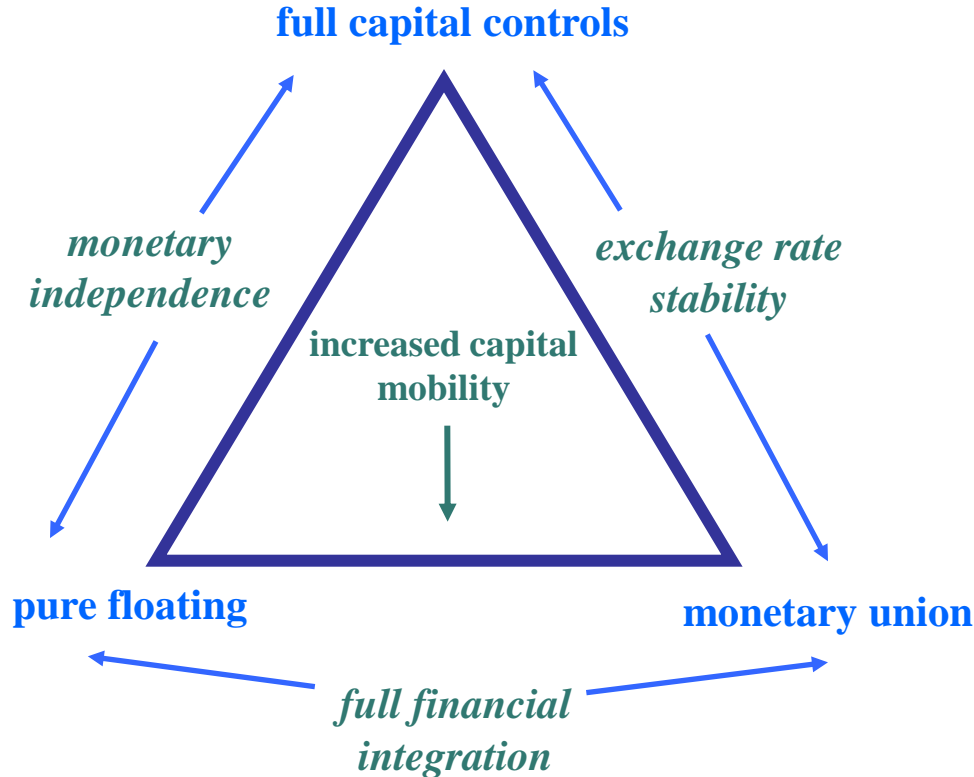 full capital controls
monetary
independence
exchange rate
stability
increased capital
mobility
pure floating
monetary union
full financial
integration